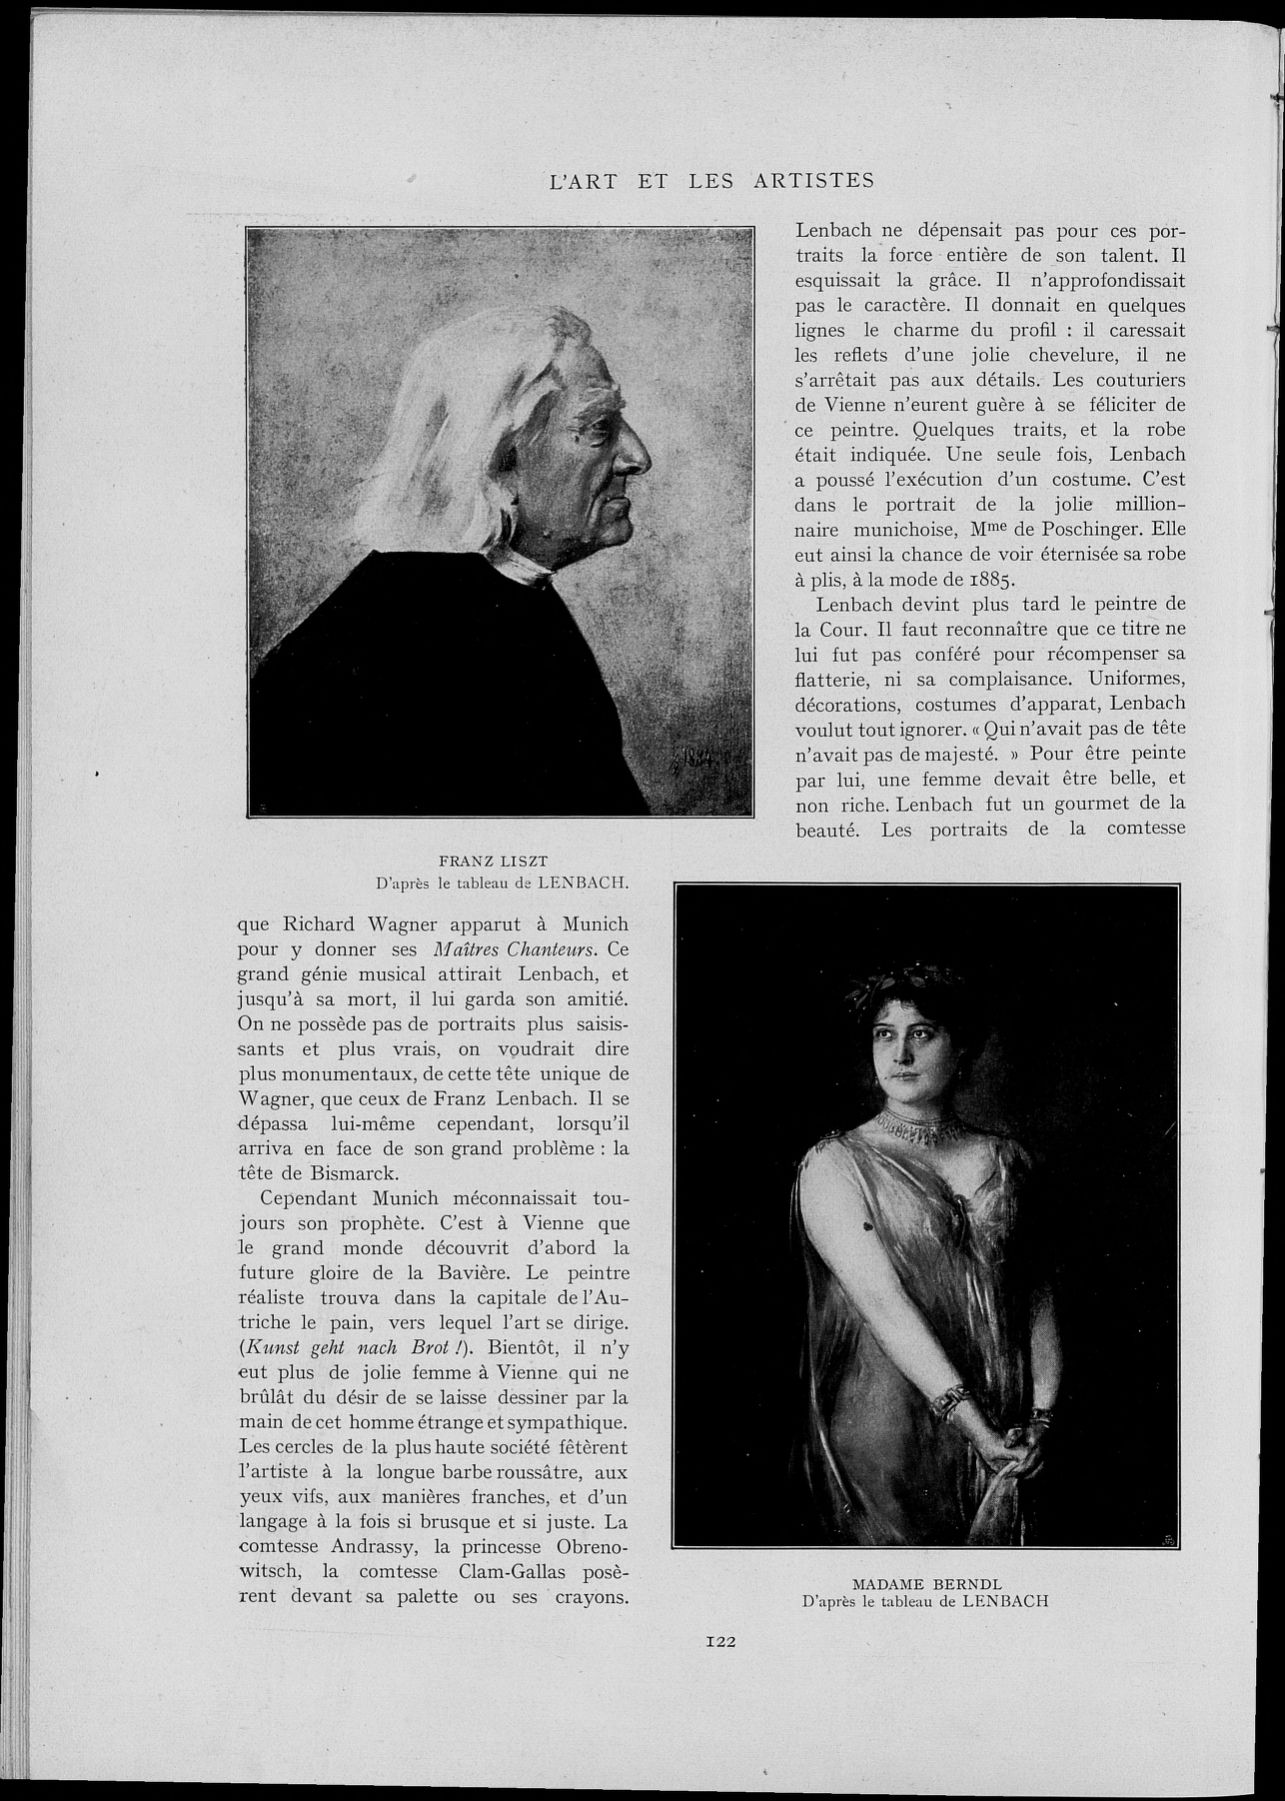 L'ART ET LES ARTISTES
FRANZ LISZT
D'après le tableau de LENBACH.
que Richard Wagner apparut à Munich
pour y donner ses Maîtres Chanteurs. Ce
grand génie musical attirait Lenbach, et
jusqu'à sa mort, il lui garda son amitié.
On ne possède pas de portraits plus saisis-
sants et plus vrais, on voudrait dire
plus monumentaux, de cette tête unique de
Wagner, que ceux de Franz Lenbach. Il se
dépassa lui-même cependant, lorsqu'il
arriva en face de son grand problème : la
tête de Bismarck.
Cependant Munich méconnaissait tou-
jours son prophète. C'est à Vienne que
le grand monde découvrit d'abord la
future gloire de la Bavière. Le peintre
réaliste trouva dans la capitale de l'Au-
triche le pain, vers lequel l'art se dirige.
(Kunst geht nach Brot !). Bientôt, il n'y
eut plus de jolie femme à Vienne qui ne
brûlât du désir de se laisse dessiner par la
main de cet homme étrange et sympathique.
Les cercles de la plus haute société fêtèrent
l'artiste à la longue barbe roussâtre, aux
yeux vifs, aux manières franches, et d'un
langage à la fois si brusque et si juste. La
comtesse Andrassy, la princesse Obreno-
witsch, la comtesse Clam-Gallas posè-
rent devant sa palette ou ses crayons.
Lenbach ne dépensait pas pour ces por-
traits la force entière de son talent. Il
esquissait la grâce. Il n'approfondissait
pas le caractère. Il donnait en quelques
lignes le charme du profil : il caressait
les reflets d'une jolie chevelure, il ne
s'arrêtait pas aux détails. Les couturiers
de Vienne n'eurent guère à se féliciter de
ce peintre. Quelques traits, et la robe
était indiquée. Une seule fois, Lenbach
a poussé l'exécution d'un costume. C'est
dans le portrait de la jolie million-
naire munichoise, Mme de Poschinger. Elle
eut ainsi la chance de voir éternisée sa robe
à plis, à la mode de 1885.
Lenbach devint plus tard le peintre de
la Cour. Il faut reconnaître que ce titre ne
lui fut pas conféré pour récompenser sa
flatterie, ni sa complaisance. Uniformes,
décorations, costumes d'apparat, Lenbach
voulut tout ignorer. « Qui n'avait pas de tête
n'avait pas de majesté. » Pour être peinte
par lui, une femme devait être belle, et
non riche. Lenbach fut un gourmet de la
beauté. Les portraits de la comtesse
MADAME BERNDL
D'après le tableau de LENBACH
122